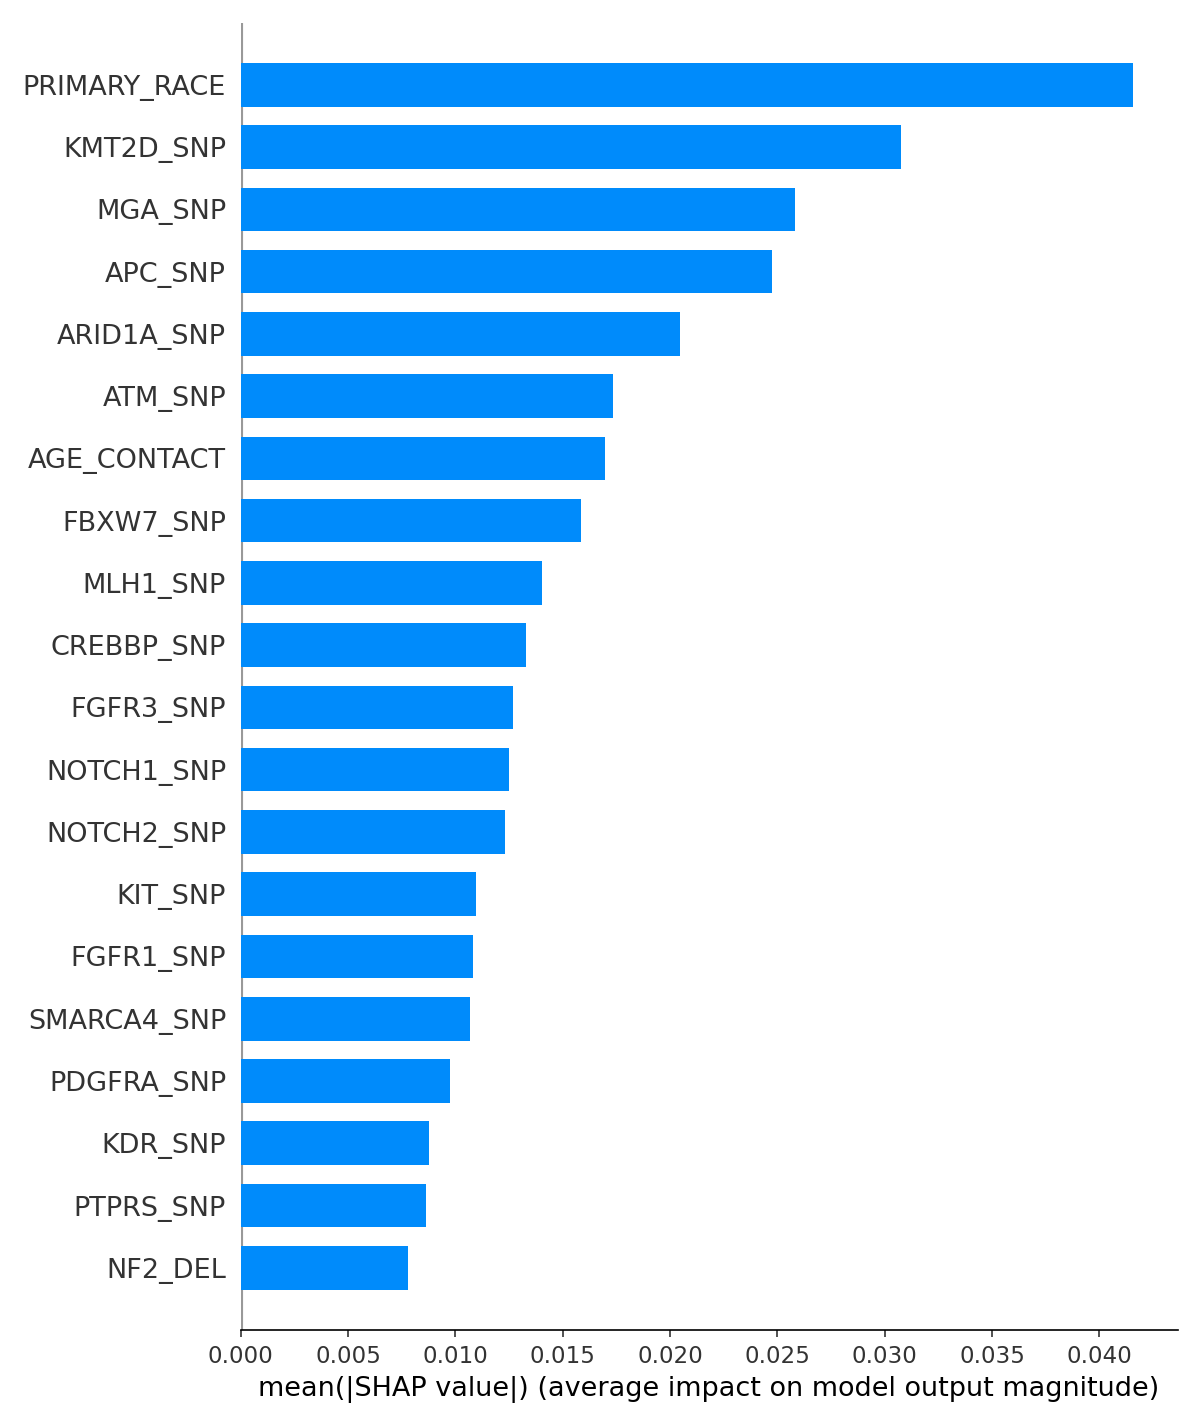 PRIMARY_RACE
KMT2D_SNP
MGA_SNP
APC_SNP
ARID1A_SNP
ATM_SNP
AGE_CONTACT
FBXW7_SNP
MLH1_SNP
CREBBP_SNP
FGFR3_SNP
NOTCH1_SNP
NOTCH2_SNP
KIT_SNP
FGFR1_SNP
SMARCA4_SNP
PDGFRA_SNP
KDR_SNP
PTPRS_SNP
NF2_DEL
0.000 0.005 0.010 0.015 0.020 0.025 0.030 0.035 0.040
mean(|SHAP value|) (average impact on model output magnitude)